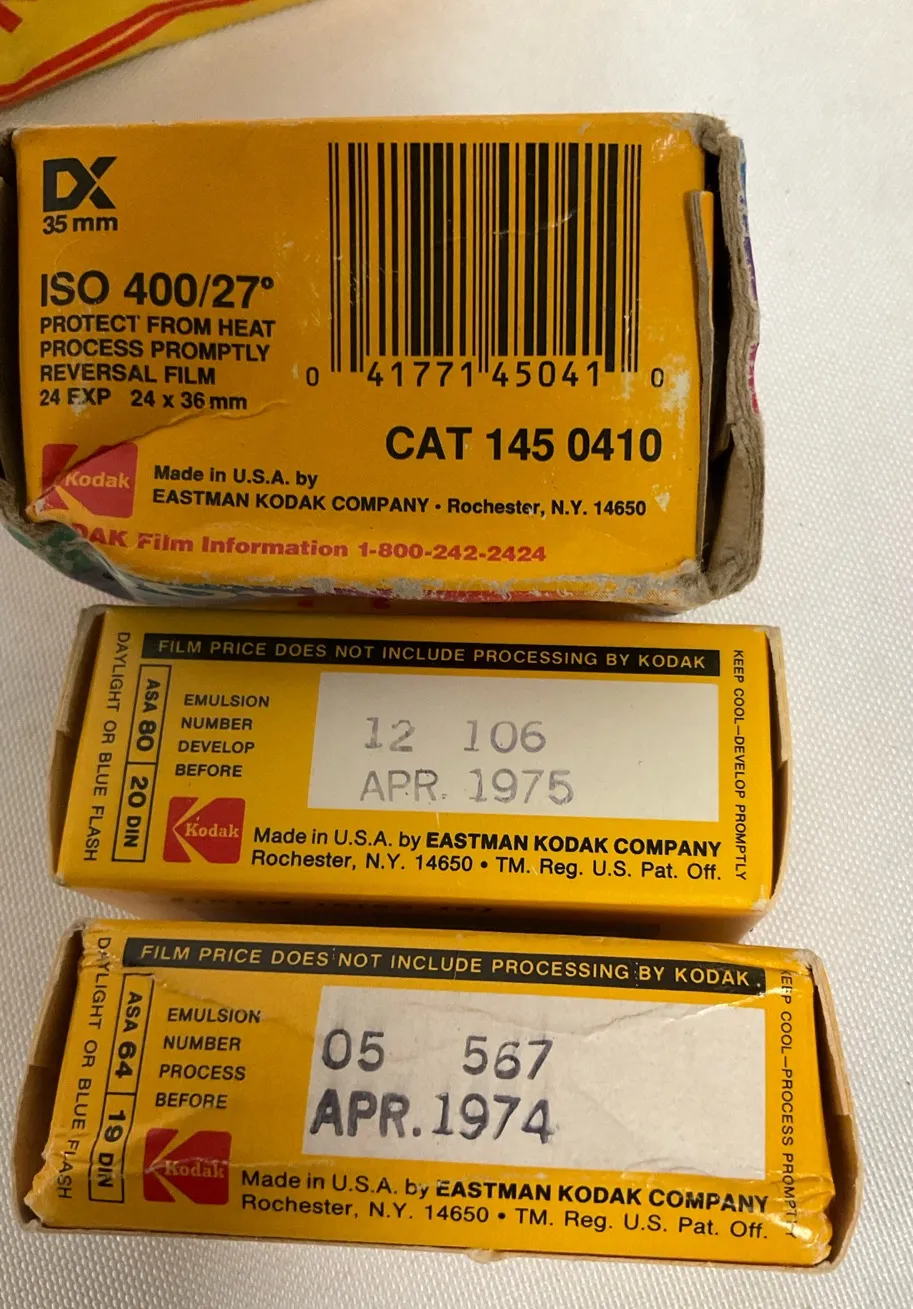 DX
35 mm
ISO 400/27°
PROTECT FROM HEAT
PROCESS PROMPTLY
REVERSAL FILM
24 EXP 24 x 36 mm
0 41771 45041 0
CAT 145 0410
Kodak
Made in U.S.A. by
EASTMAN KODAK COMPANY • Rochester, N.Y. 14650
Film Information 1-800-242-2424
FILM PRICE DOES NOT INCLUDE PROCESSING BY KODAK
DAYLIGHT OR BLUE FLASH
ASA 80 20 DIN
EMULSION
NUMBER
DEVELOP
BEFORE
12 106
APR. 1975
KEEP COOL—DEVELOP PROMPTLY
Kodak
Made in U.S.A. by EASTMAN KODAK COMPANY
Rochester, N.Y. 14650 • TM. Reg. U.S. Pat. Off.
FILM PRICE DOES NOT INCLUDE PROCESSING BY KODAK
DAYLIGHT OR BLUE FLASH
ASA 64 19 DIN
EMULSION
NUMBER
PROCESS
BEFORE
05 567
APR. 1974
KEEP COOL—PROCESS PROMPTLY
Kodak
Made in U.S.A. by EASTMAN KODAK COMPANY
Rochester, N.Y. 14650 • TM. Reg. U.S. Pat. Off.